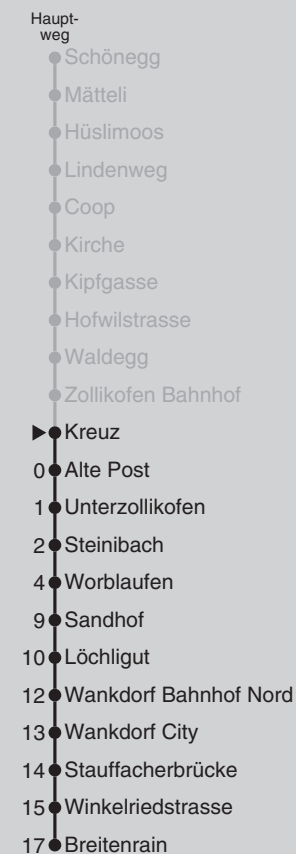 Haupt-
weg
Schönegg
Mätteli
Hüslimoos
Lindenweg
Coop
Kirche
Kipfgasse
Hofwilstrasse
Waldegg
Zollikofen Bahnhof
Kreuz
0 Alte Post
1 Unterzollikofen
2 Steinibach
4 Worblaufen
9 Sandhof
10 Löchligut
12 Wankdorf Bahnhof Nord
13 Wankdorf City
14 Stauffacherbrücke
15 Winkelriedstrasse
17 Breitenrain